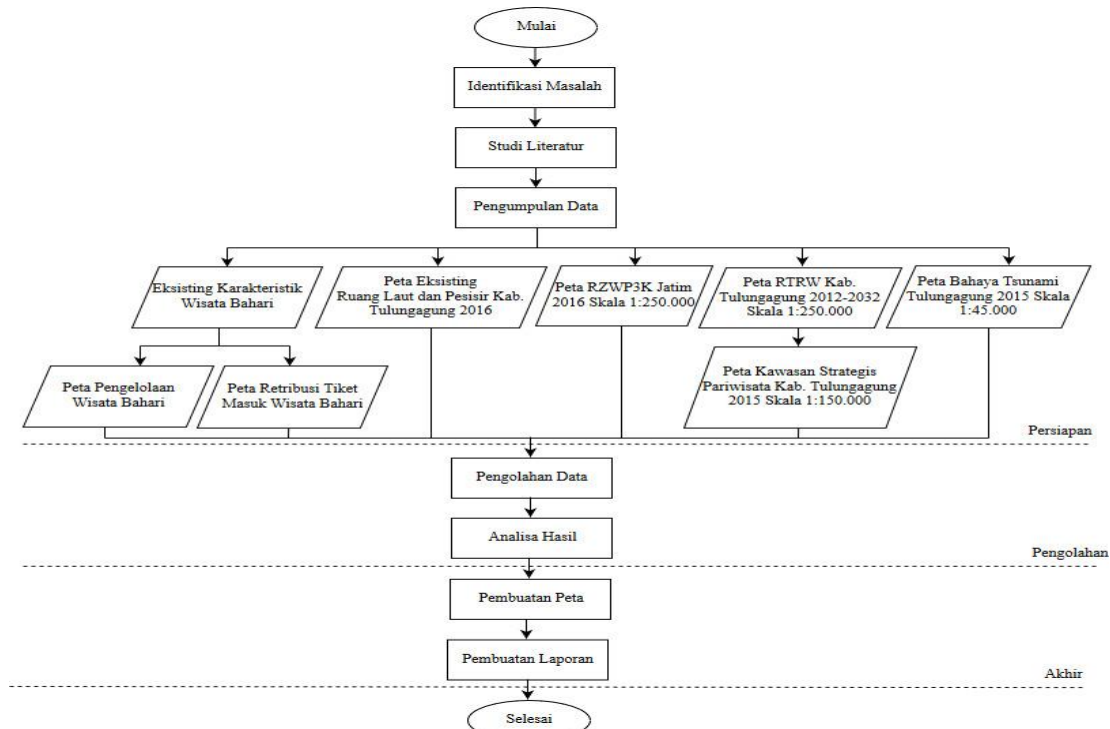 Mulai
Identifikasi Masalah
Studi Literatur
Pengumpulan Data
Eksisting Karakteristik
Wisata Bahari
Peta Eksisting
Ruang Laut dan Pesisir Kab.
Tulungagung 2016
Peta RZWP3K Jatim
2016 Skala 1:250.000
Peta RTRW Kab.
Tulungagung 2012-2032
Skala 1:250.000
Peta Bahaya Tsunami
Tulungagung 2015 Skala
1:45.000
Peta Pengelolaan
Wisata Bahari
Peta Retribusi Tiket
Masuk Wisata Bahari
Peta Kawasan Strategis
Pariwisata Kab. Tulungagung
2015 Skala 1:150.000
Persiapan
Pengolahan Data
Analisa Hasil
Pengolahan
Pembuatan Peta
Pembuatan Laporan
Akhir
Selesai